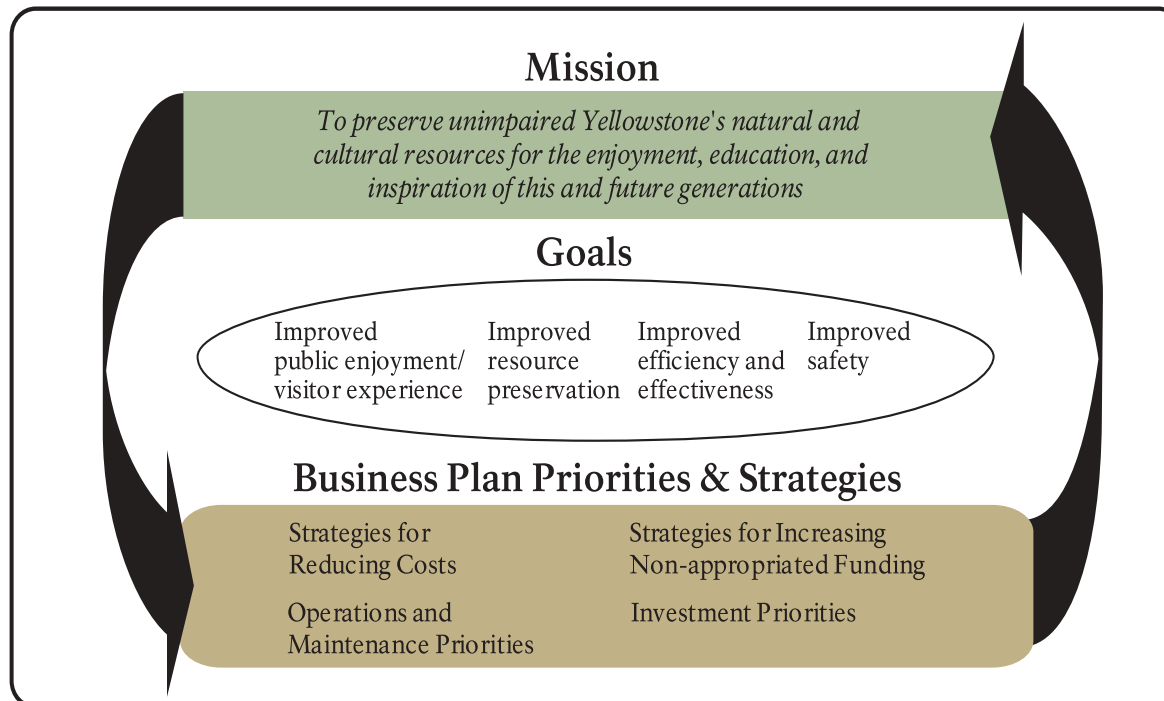 Mission
To preserve unimpaired Yellowstone's natural and
cultural resources for the enjoyment, education, and
inspiration of this and future generations
Goals
Improved
public enjoyment/
visitor experience
Improved
resource
preservation
Improved
efficiency and
effectiveness
Improved
safety
Business Plan Priorities & Strategies
Strategies for
Reducing Costs
Strategies for Increasing
Non-appropriated Funding
Operations and
Maintenance Priorities
Investment Priorities